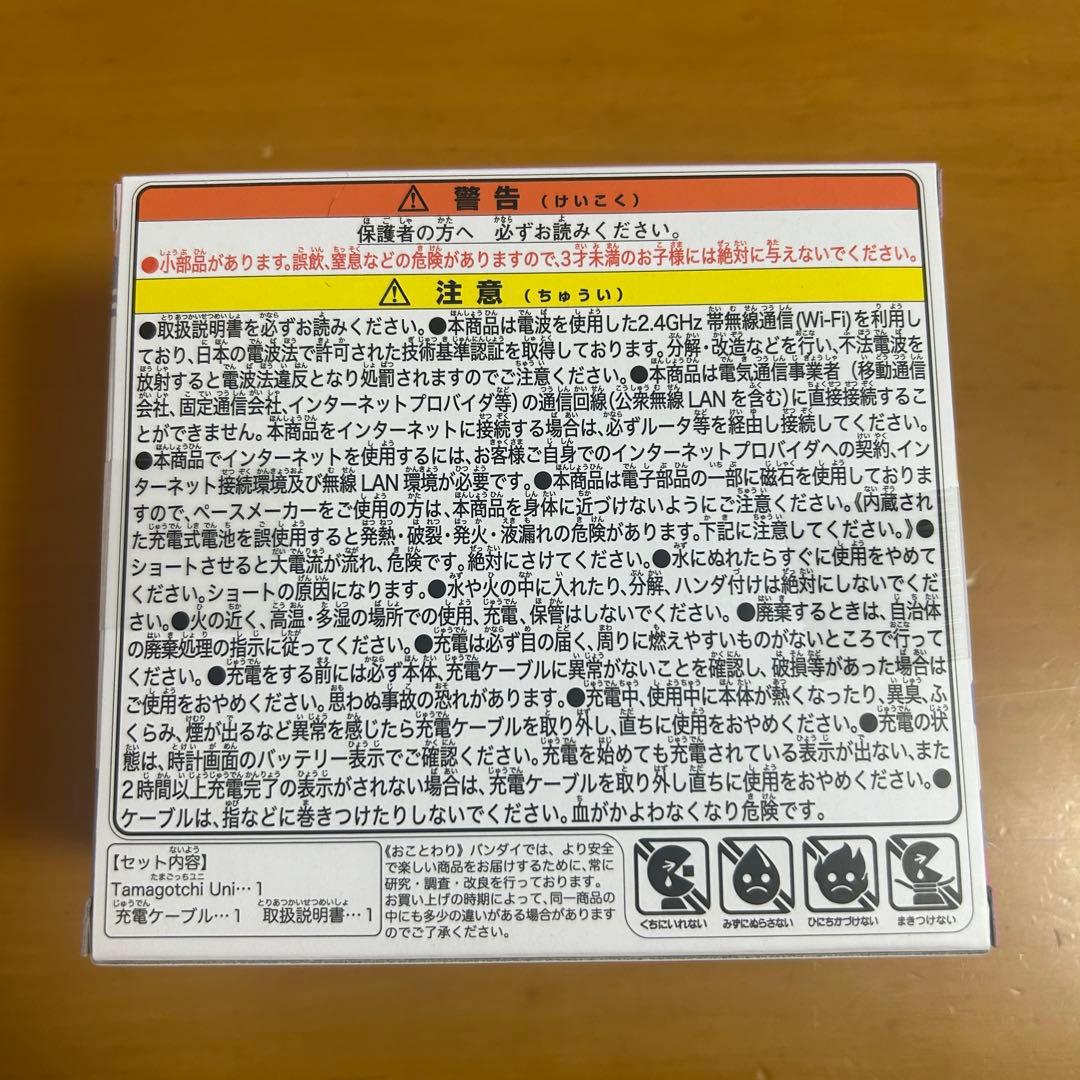 ⚠ 警告（けいこく）
保護者の方へ 必ずお読みください。
●小部品があります。誤飲、窒息などの危険がありますので、3才未満のお子様には絶対に与えないでください。
⚠ 注意（ちゅうい）
●取扱説明書を必ずお読みください。●本商品は電波を使用した2.4GHz 帯無線通信(Wi-Fi)を利用し
ており、日本の電波法で許可された技術基準認証を取得しております。分解・改造などを行い、不法電波を
放射すると電波法違反となり処罰されますのでご注意ください。●本商品は電気通信事業者（移動通信
会社、固定通信会社、インターネットプロバイダ等）の通信回線(公衆無線 LANを含む)に直接接続するこ
とができません。本商品をインターネットに接続する場合は、必ずルータ等を経由し接続してください。
●本商品でインターネットを使用するには、お客様ご自身でのインターネットプロバイダへの契約、イン
ターネット接続環境及び無線 LAN 環境が必要です。●本商品は電子部品の一部に磁石を使用しておりま
すので、ペースメーカーをご使用の方は、本商品を身体に近づけないようにご注意ください。《内蔵され
た充電式電池を誤使用すると発熱・破裂・発火・液漏れの危険があります。下記に注意してください。》●
ショートさせると大電流が流れ、危険です。絶対にさけてください。●水にぬれたらすぐに使用をやめて
ください。ショートの原因になります。●水や火の中に入れたり、分解、ハンダ付けは絶対にしないでくだ
さい。●火の近く、高温・多湿の場所での使用、充電、保管はしないでください。●廃棄するときは、自治体
の廃棄処理の指示に従ってください。●充電は必ず目の届く、周りに燃えやすいものがないところで行って
ください。●充電をする前には必ず本体、充電ケーブルに異常がないことを確認し、破損等があった場合は
ご使用をおやめください。思わぬ事故の恐れがあります。●充電中、使用中に本体が熱くなったり、異臭、ふ
くらみ、煙が出るなど異常を感じたら充電ケーブルを取り外し、直ちに使用をおやめください。●充電の状
態は、時計画面のバッテリー表示でご確認ください。充電を始めても充電されている表示が出ない、また
2時間以上充電完了の表示がされない場合は、充電ケーブルを取り外し直ちに使用をおやめください。●
ケーブルは、指などに巻きつけたりしないでください。血がかよわなくなり危険です。
【セット内容】
Tamagotchi Uni…1
充電ケーブル…1 取扱説明書…1
《おことわり》バンダイでは、より安全
で楽しい商品をお届けするために、常に
研究・調査・改良を行っております。
お買い上げの時期によって、同一商品の
中にも多少の違いがある場合があります
のでご了承ください。
くちにいれない みずにぬらさない ひにちかづけない まきつけない